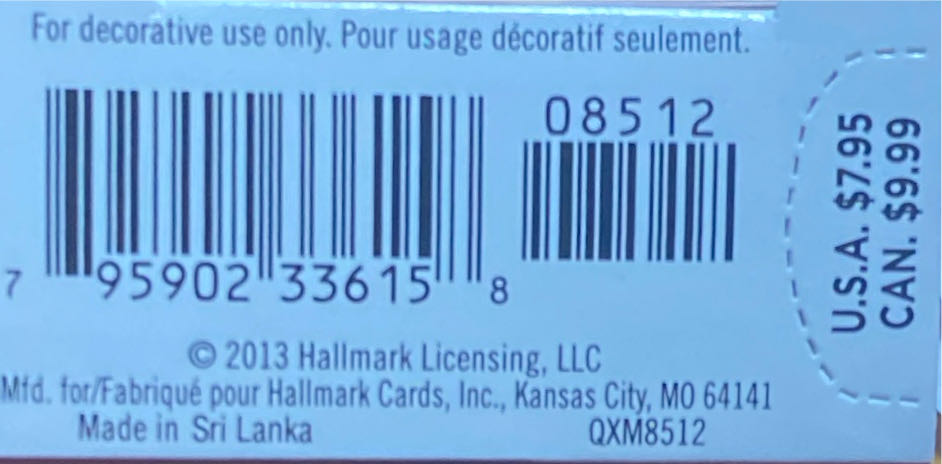 For decorative use only. Pour usage décoratif seulement.
08512
7 95902 33615 8
U.S.A. $7.95
CAN. $9.99
© 2013 Hallmark Licensing, LLC
Mfd. for/Fabriqué pour Hallmark Cards, Inc., Kansas City, MO 64141
Made in Sri Lanka QXM8512